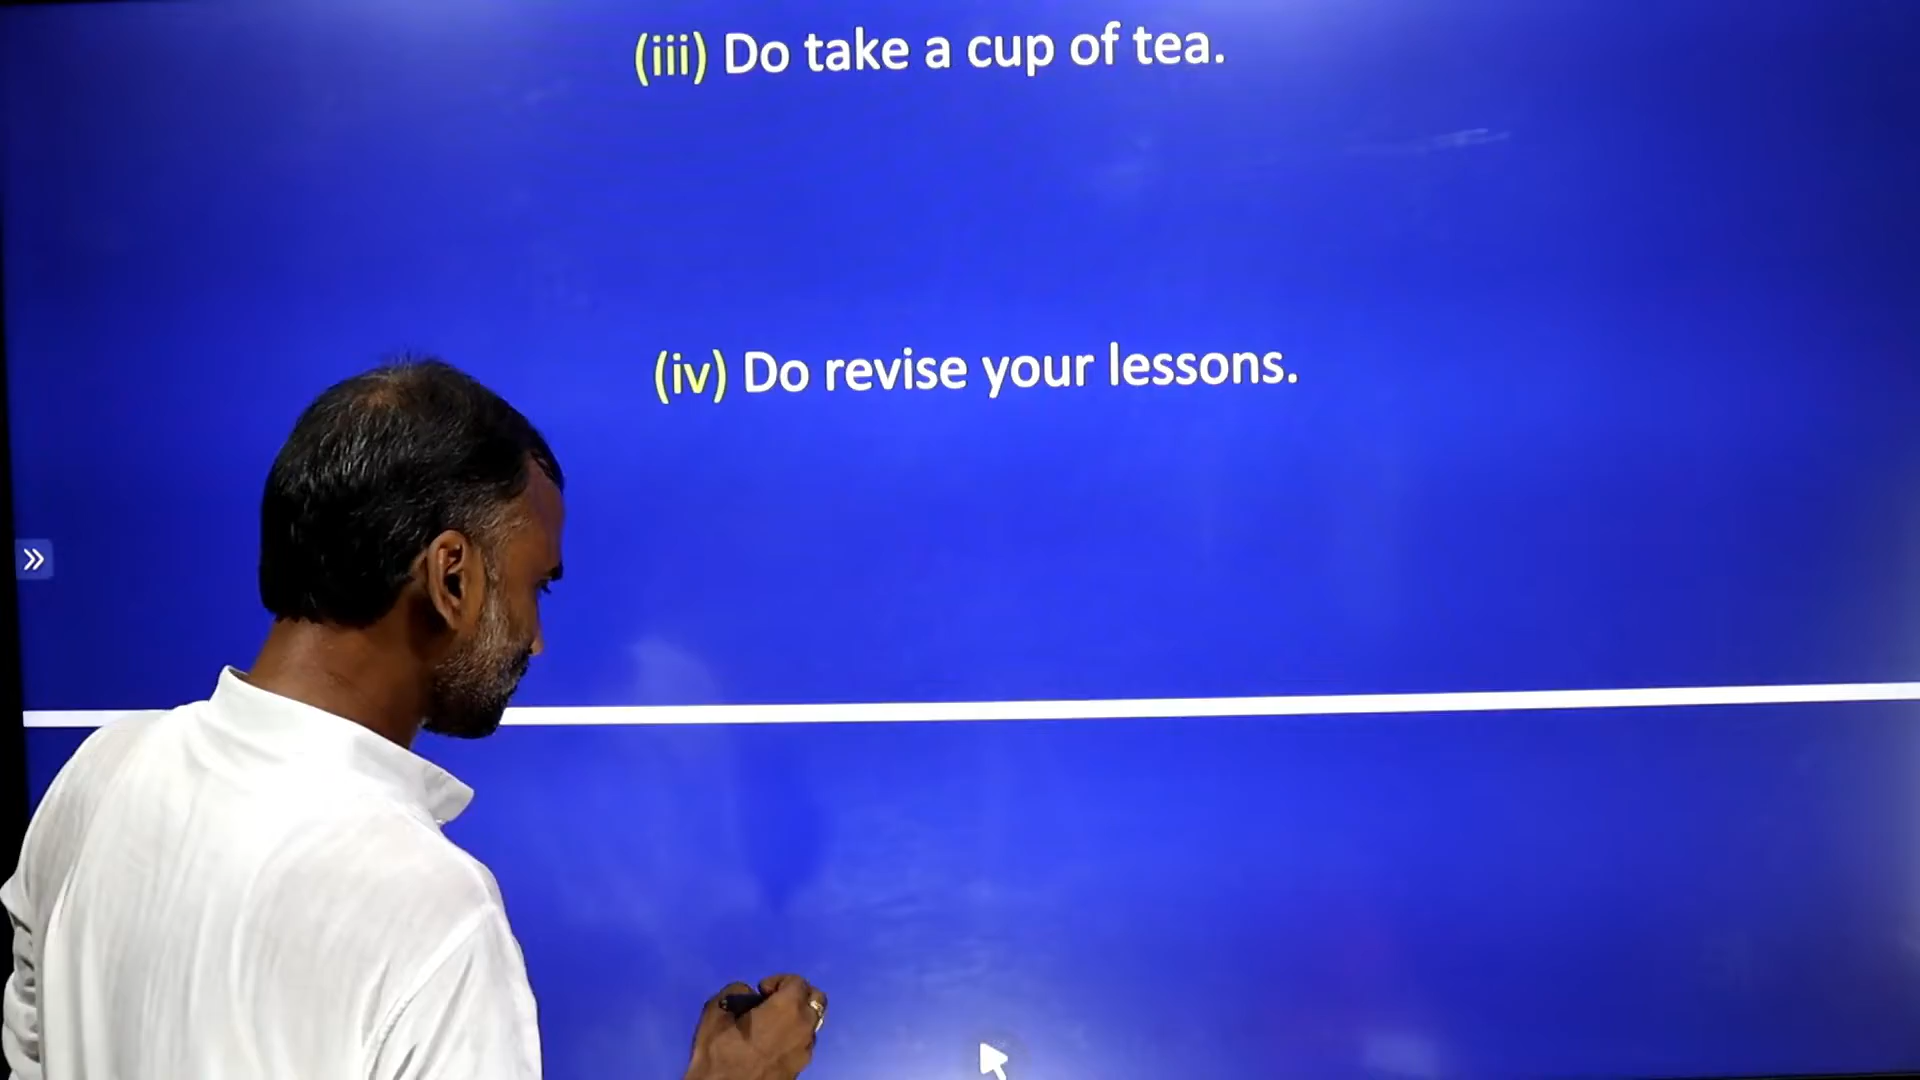 (iii) Do take a cup of tea.
(iv) Do revise your lessons.